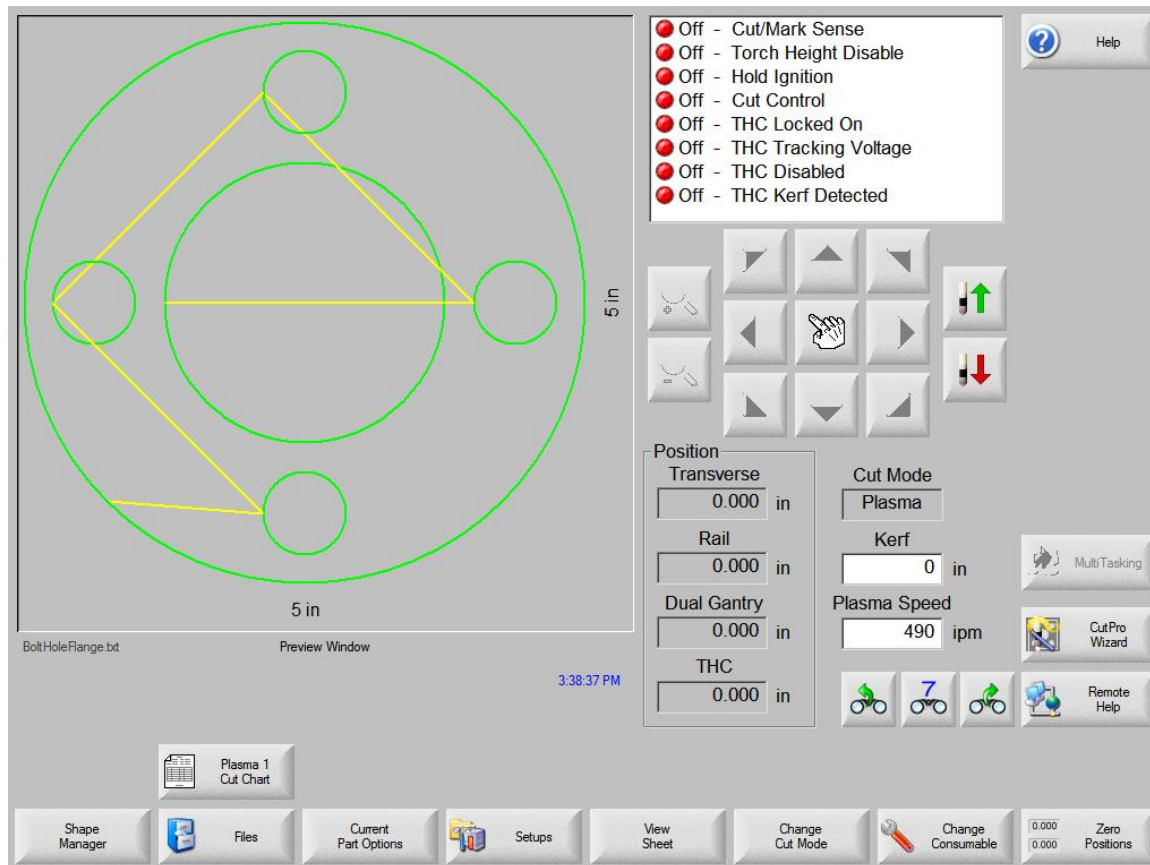 Off - Cut/Mark Sense
Off - Torch Height Disable
Off - Hold Ignition
Off - Cut Control
Off - THC Locked On
Off - THC Tracking Voltage
Off - THC Disabled
Off - THC Kerf Detected
Help
5 in
5 in
BoltHoleFlange.txt
Preview Window
3:38:37 PM
Position
Transverse
0.000 in
Rail
0.000 in
Dual Gantry
0.000 in
THC
0.000 in
Cut Mode
Plasma
Kerf
0 in
Plasma Speed
490 ipm
7
MultiTasking
CutPro
Wizard
Remote
Help
Plasma 1
Cut Chart
Shape
Manager
Files
Current
Part Options
Setups
View
Sheet
Change
Cut Mode
Change
Consumable
0.000
0.000
Zero
Positions